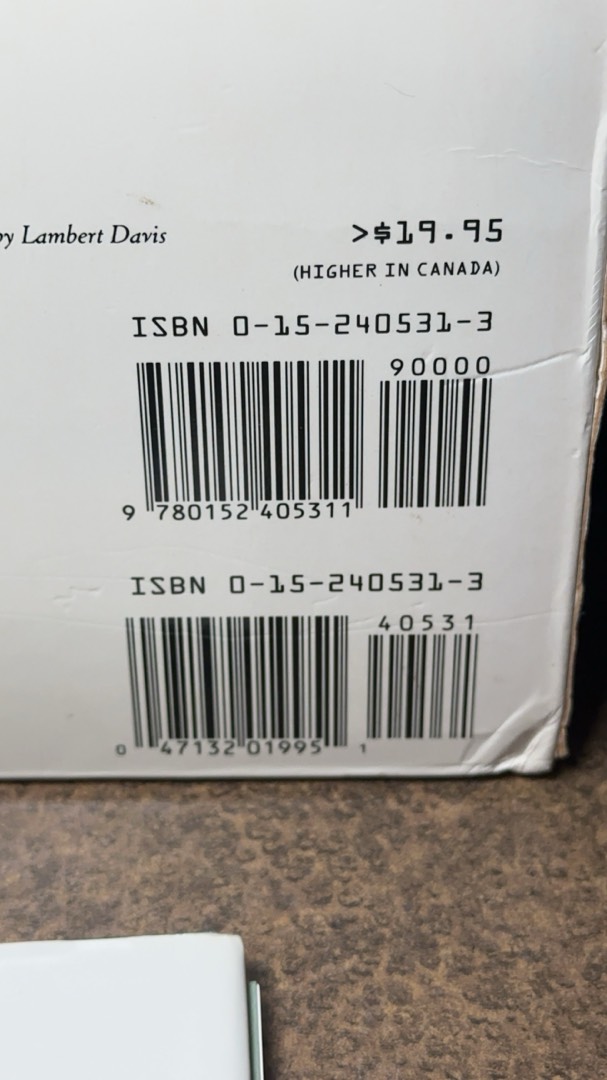 by Lambert Davis
>$19.95
(HIGHER IN CANADA)
ISBN 0-15-240531-3
90000
9 780152 405311
ISBN 0-15-240531-3
40531
0 47132 01995 1